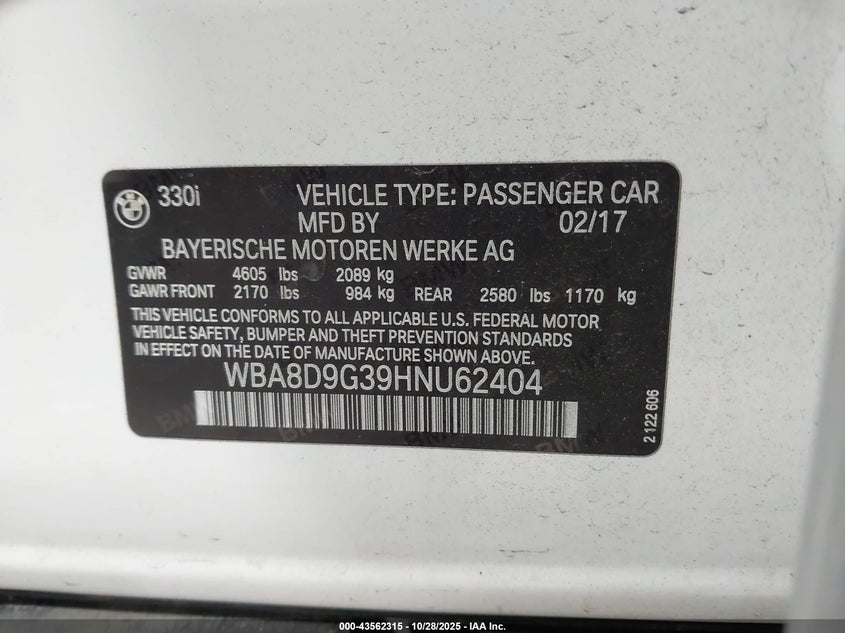 330i VEHICLE TYPE: PASSENGER CAR
MFD BY 02/17
BAYERISCHE MOTOREN WERKE AG
GVWR 4605 lbs 2089 kg
GAWR FRONT 2170 lbs 984 kg REAR 2580 lbs 1170 kg
THIS VEHICLE CONFORMS TO ALL APPLICABLE U.S. FEDERAL MOTOR
VEHICLE SAFETY, BUMPER AND THEFT PREVENTION STANDARDS
IN EFFECT ON THE DATE OF MANUFACTURE SHOWN ABOVE.
WBA8D9G39HNU62404
2 122 606
000-43562315 | 10/28/2025 - IAA Inc.